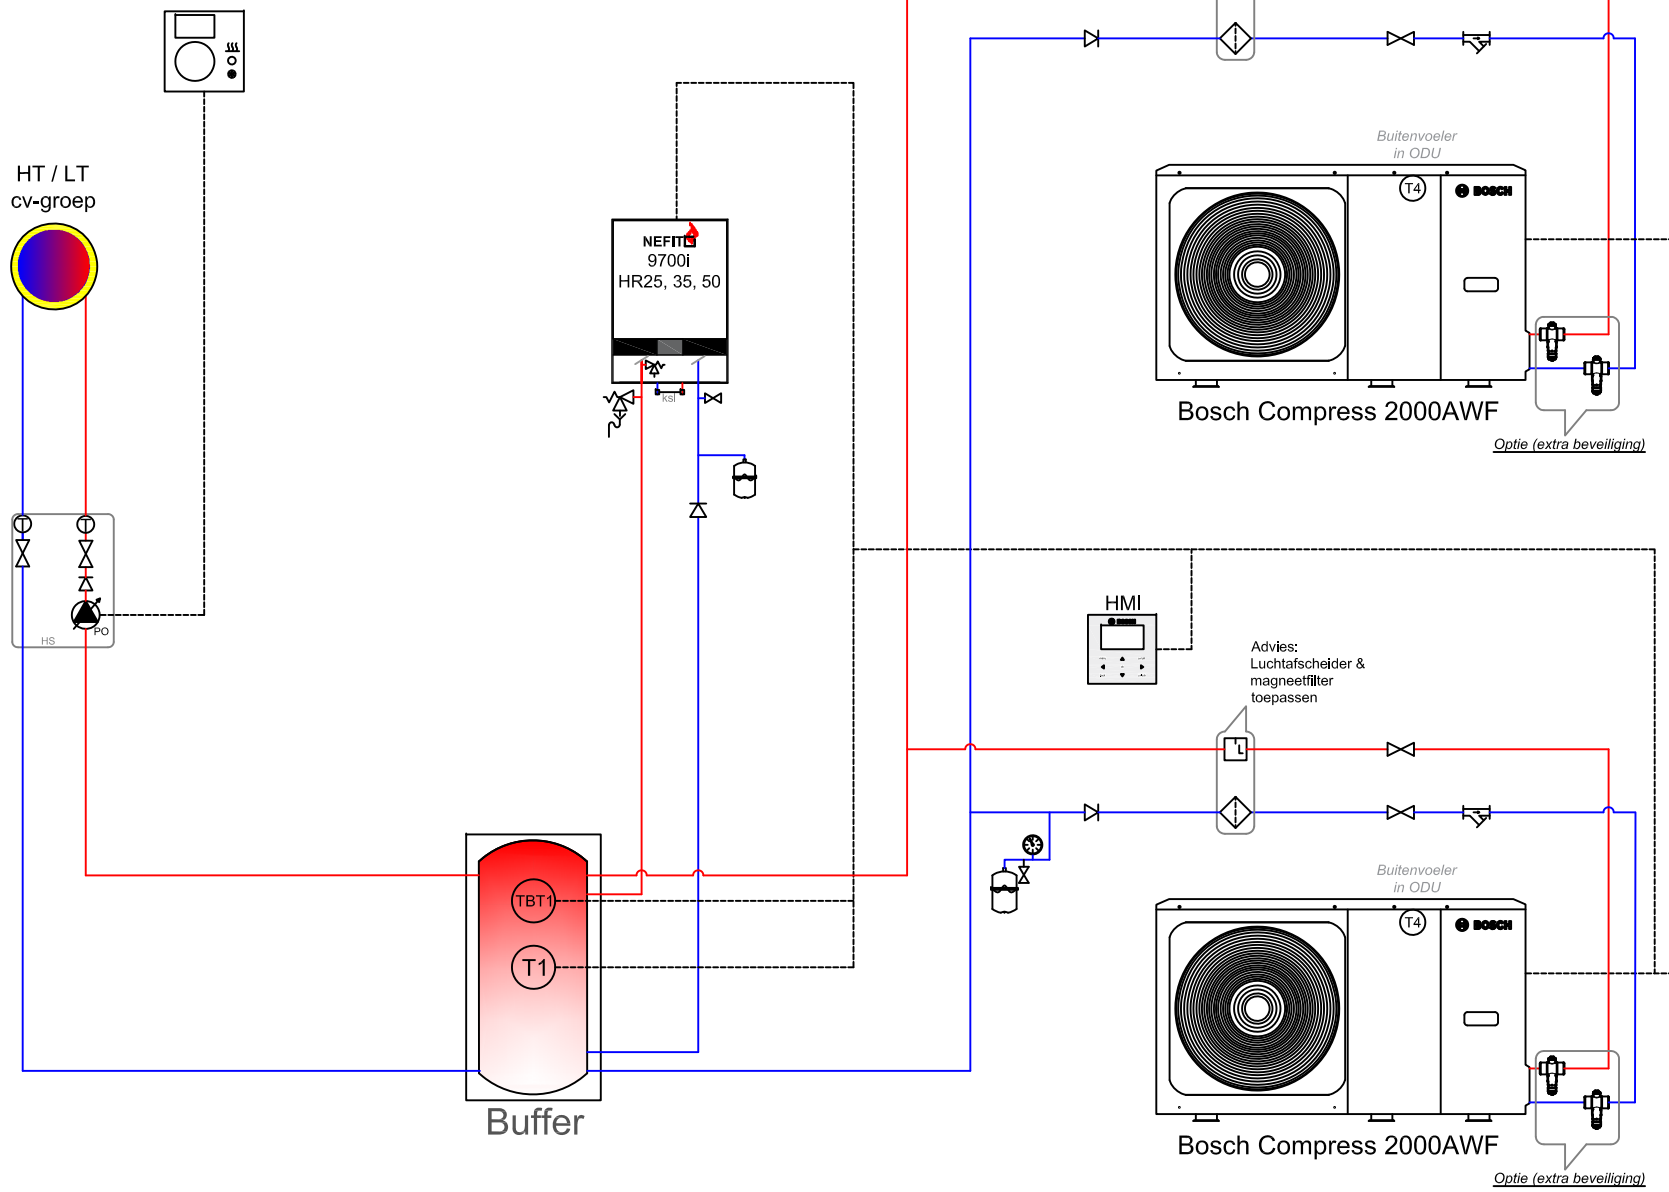 HT / LT
cv-groep
NEFIT
9700i
HR25, 35, 50
ksl
PO
HS
Buitenvoeler
in ODU
T4
BOSCH
Bosch Compress 2000AWF
Optie (extra beveiliging)
HMI
BOSCH
Advies:
Luchtafscheider &
magneetfilter
toepassen
L
TBT1
T1
Buffer
Buitenvoeler
in ODU
T4
BOSCH
Bosch Compress 2000AWF
Optie (extra beveiliging)